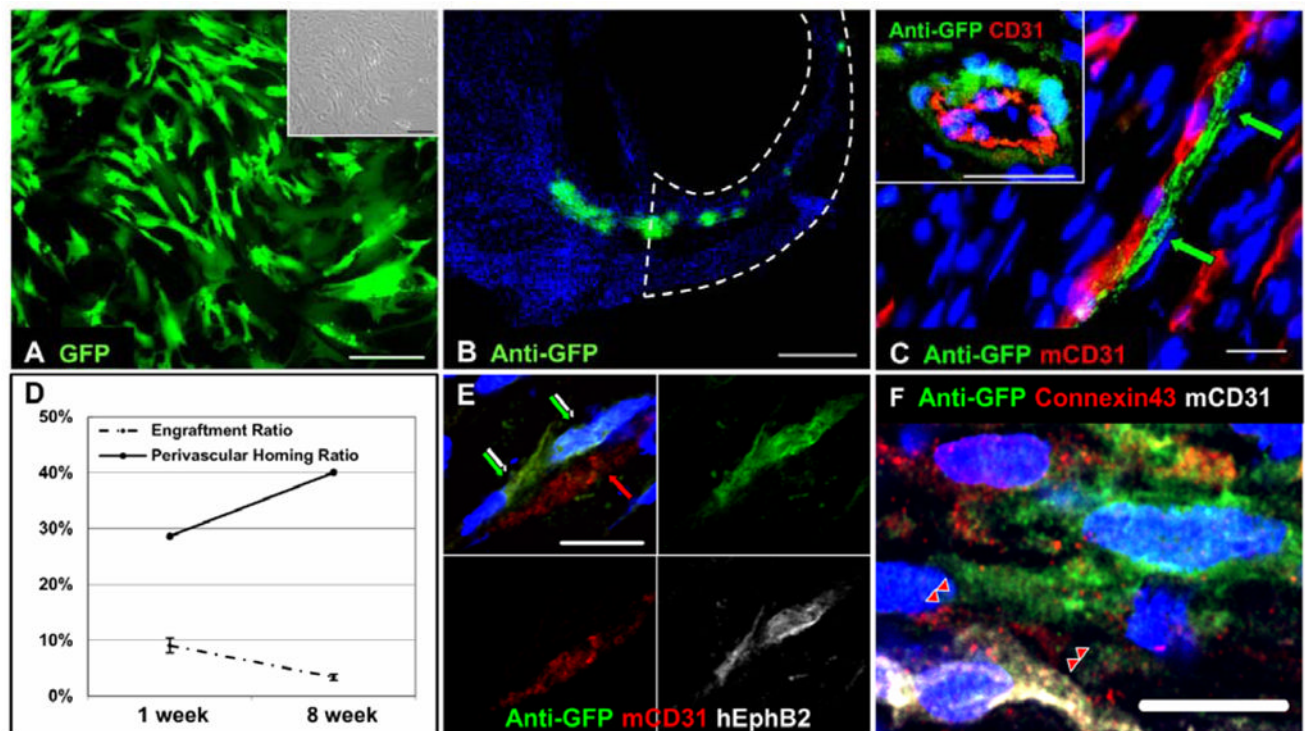 Anti-GFP CD31
A GFP
B Anti-GFP
C Anti-GFP mCD31
D
50%
40%
30%
20%
10%
0%
Engraftment Ratio
Perivascular Homing Ratio
1 week 8 week
E
Anti-GFP mCD31 hEphB2
F Anti-GFP Connexin43 mCD31